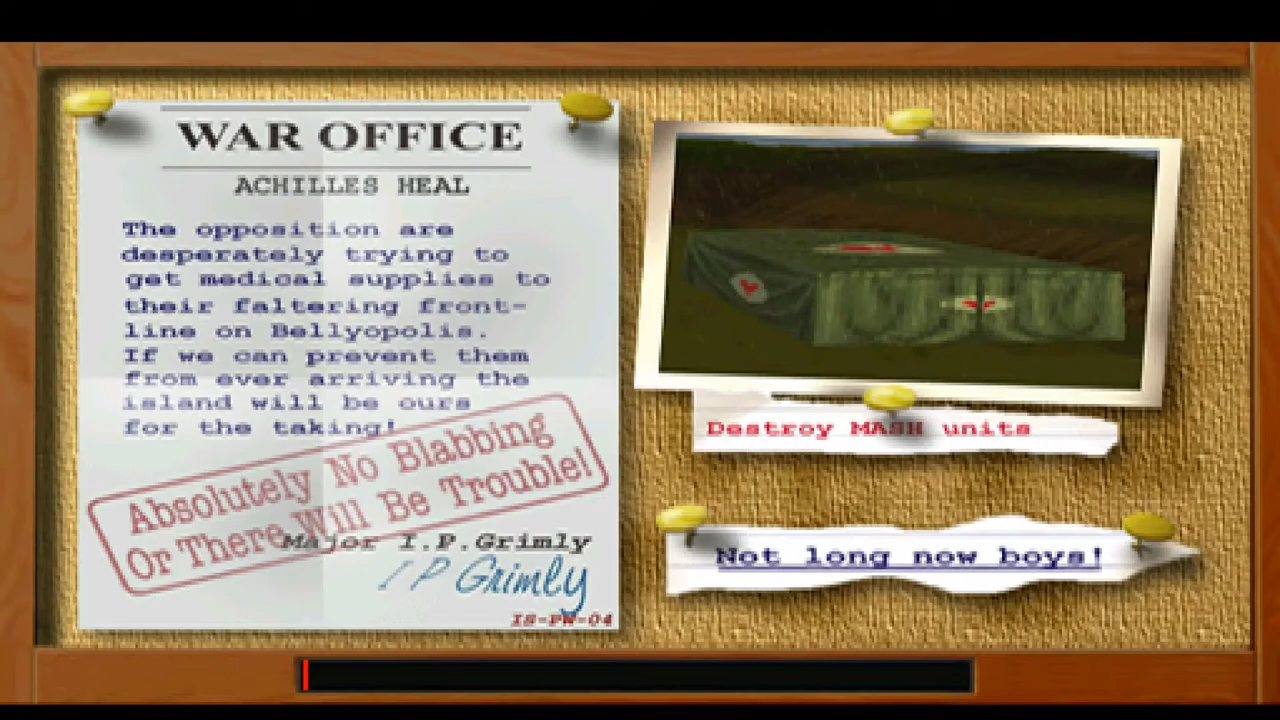 WAR OFFICE
ACHILLES HEAL
The opposition are
desperately trying to
get medical supplies to
their faltering front-
line on Bellyopolis.
If we can prevent them
from ever arriving the
island will be ours
for the taking!
Absolutely No Blabbing
Or There Will Be Trouble!
Major I.P.Grimly
I P Grimly
IS-PW-04
Destroy MASH units
Not long now boys!